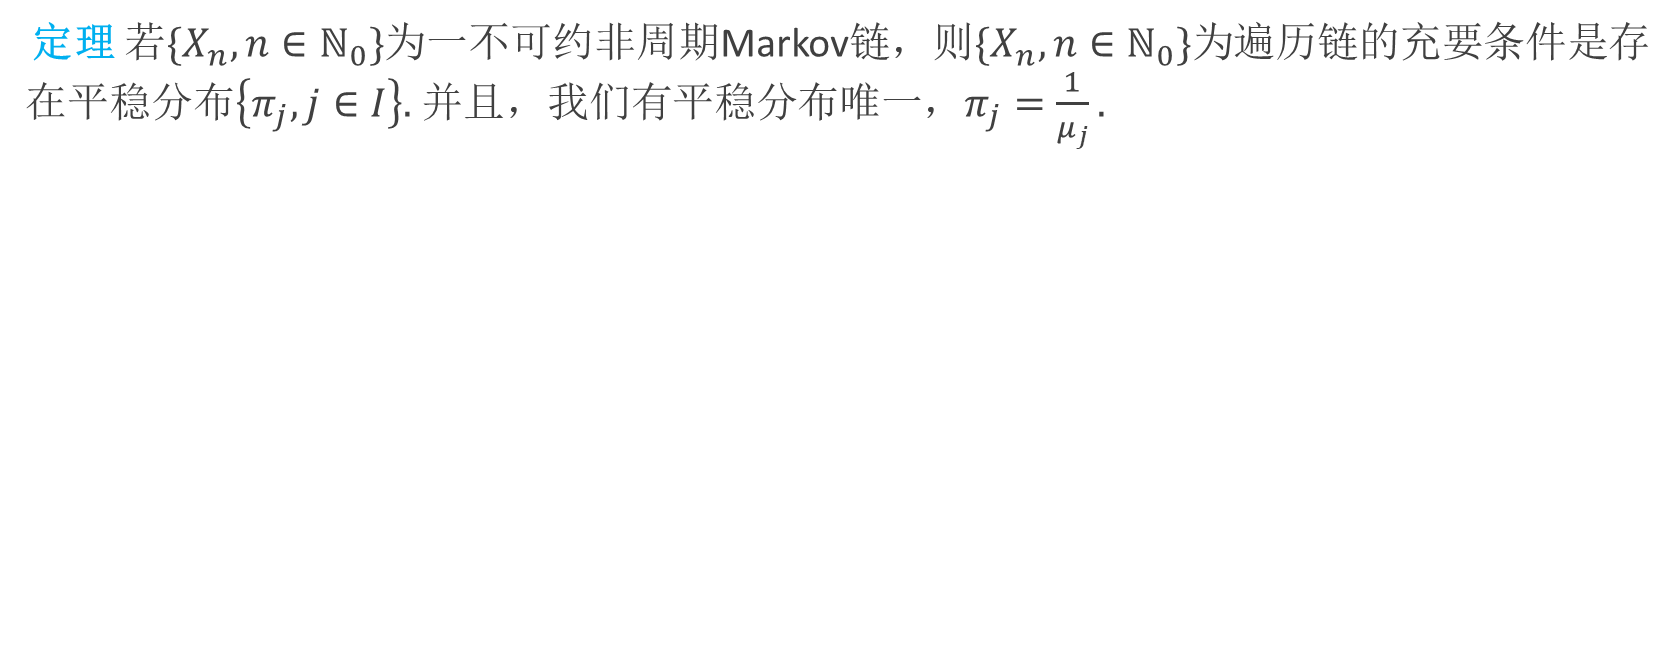 定理 若{Xₙ, n ∈ ℕ₀}为一不可约非周期Markov链，则{Xₙ, n ∈ ℕ₀}为遍历链的充要条件是存
在平稳分布{πⱼ, j ∈ I}. 并且，我们有平稳分布唯一，πⱼ = 1/μⱼ.